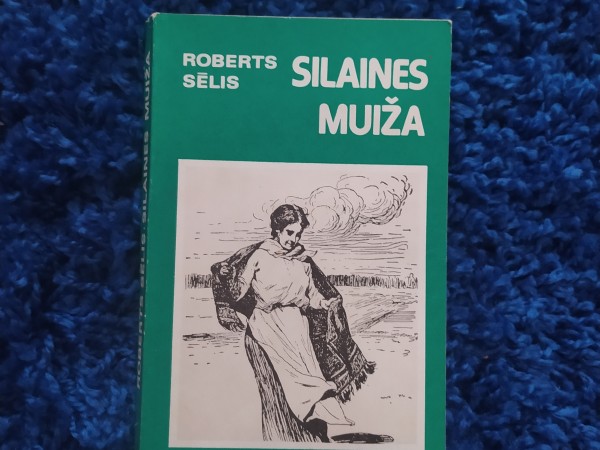 ROBERTS
SĒLIS
SILAINES
MUIŽA
ROBERTS SĒLIS · SILAINES MUIŽA